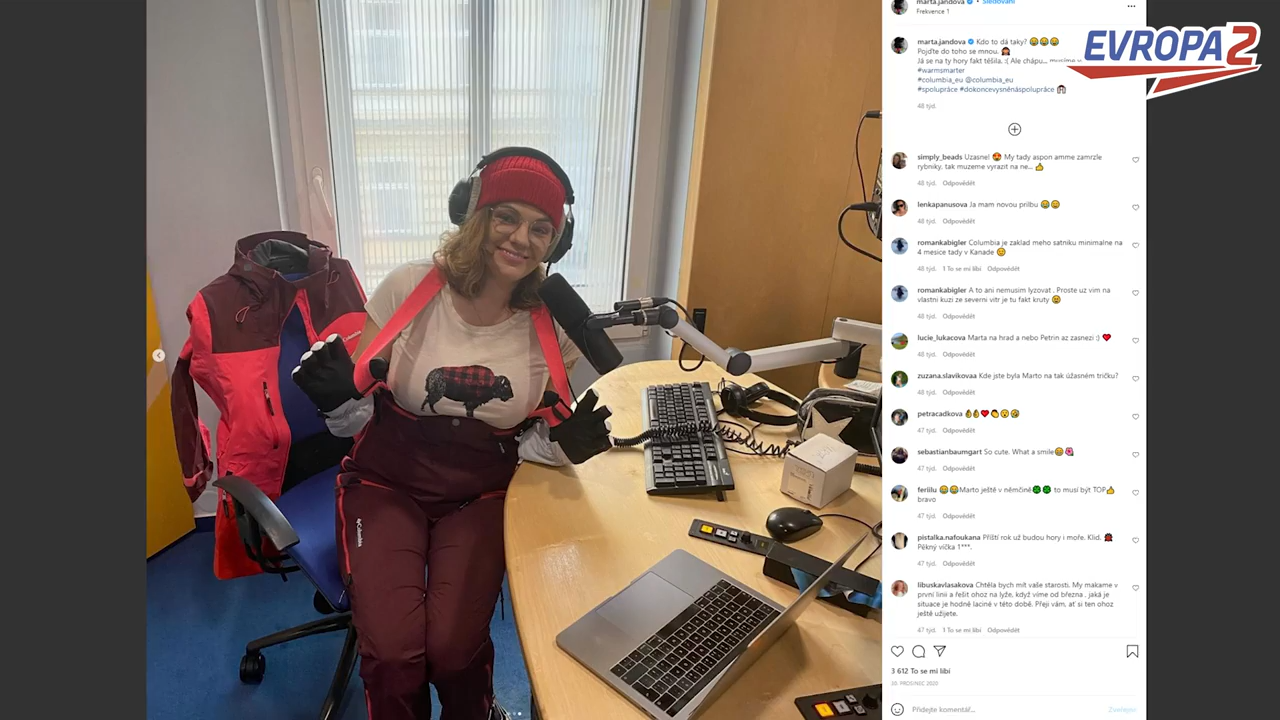 marta.jandova • Sledování
Frekvence 1
EVROPA 2
marta.jandova Kdo to dá taky? 😂😂😂
Pojďte do toho se mnou.
Já se na ty hory fakt těšila. :( Ale chápu... musíme v
#warmsmarter
#columbia_eu @columbia_eu
#spolupráce #dokoncevysněnáspolupráce
48 týd.
simply_beads Uzasne! 😍 My tady aspon amme zamrzle
rybniky, tak muzeme vyrazit na ne... 👍
48 týd. Odpovědět
lenkapanusova Ja mam novou prilbu
48 týd. Odpovědět
romankabigler Columbia je zaklad meho satniku minimalne na
4 mesice tady v Kanade
48 týd. 1 To se mi líbí Odpovědět
romankabigler A to ani nemusim lyzovat . Proste uz vim na
vlastni kuzi ze severni vitr je tu fakt kruty
48 týd. Odpovědět
lucie_lukacova Marta na hrad a nebo Petrin az zasnezi :) ❤
48 týd. Odpovědět
zuzana.slavikovaa Kde jste byla Marto na tak úžasném tričku?
48 týd. Odpovědět
petracadkova
47 týd. Odpovědět
sebastianbaumgart So cute. What a smile
47 týd. Odpovědět
feriilu Marto ještě v němčině to musí být TOP👍
bravo
47 týd. Odpovědět
pistalka.nafoukana Příští rok už budou hory i moře. Klid.
Pěkný víčka 1***.
47 týd. Odpovědět
libuskavlasakova Chtěla bych mít vaše starosti. My makame v
první linii a řešit ohoz na lyže, když víme od března , jaká je
situace je hodně laciné v této době. Přeji vám, ať si ten ohoz
ještě užijete.
47 týd. 1 To se mi líbí Odpovědět
3 612 To se mi líbí
30. PROSINEC 2020
Přidejte komentář...
Zveřejnit
Columbia